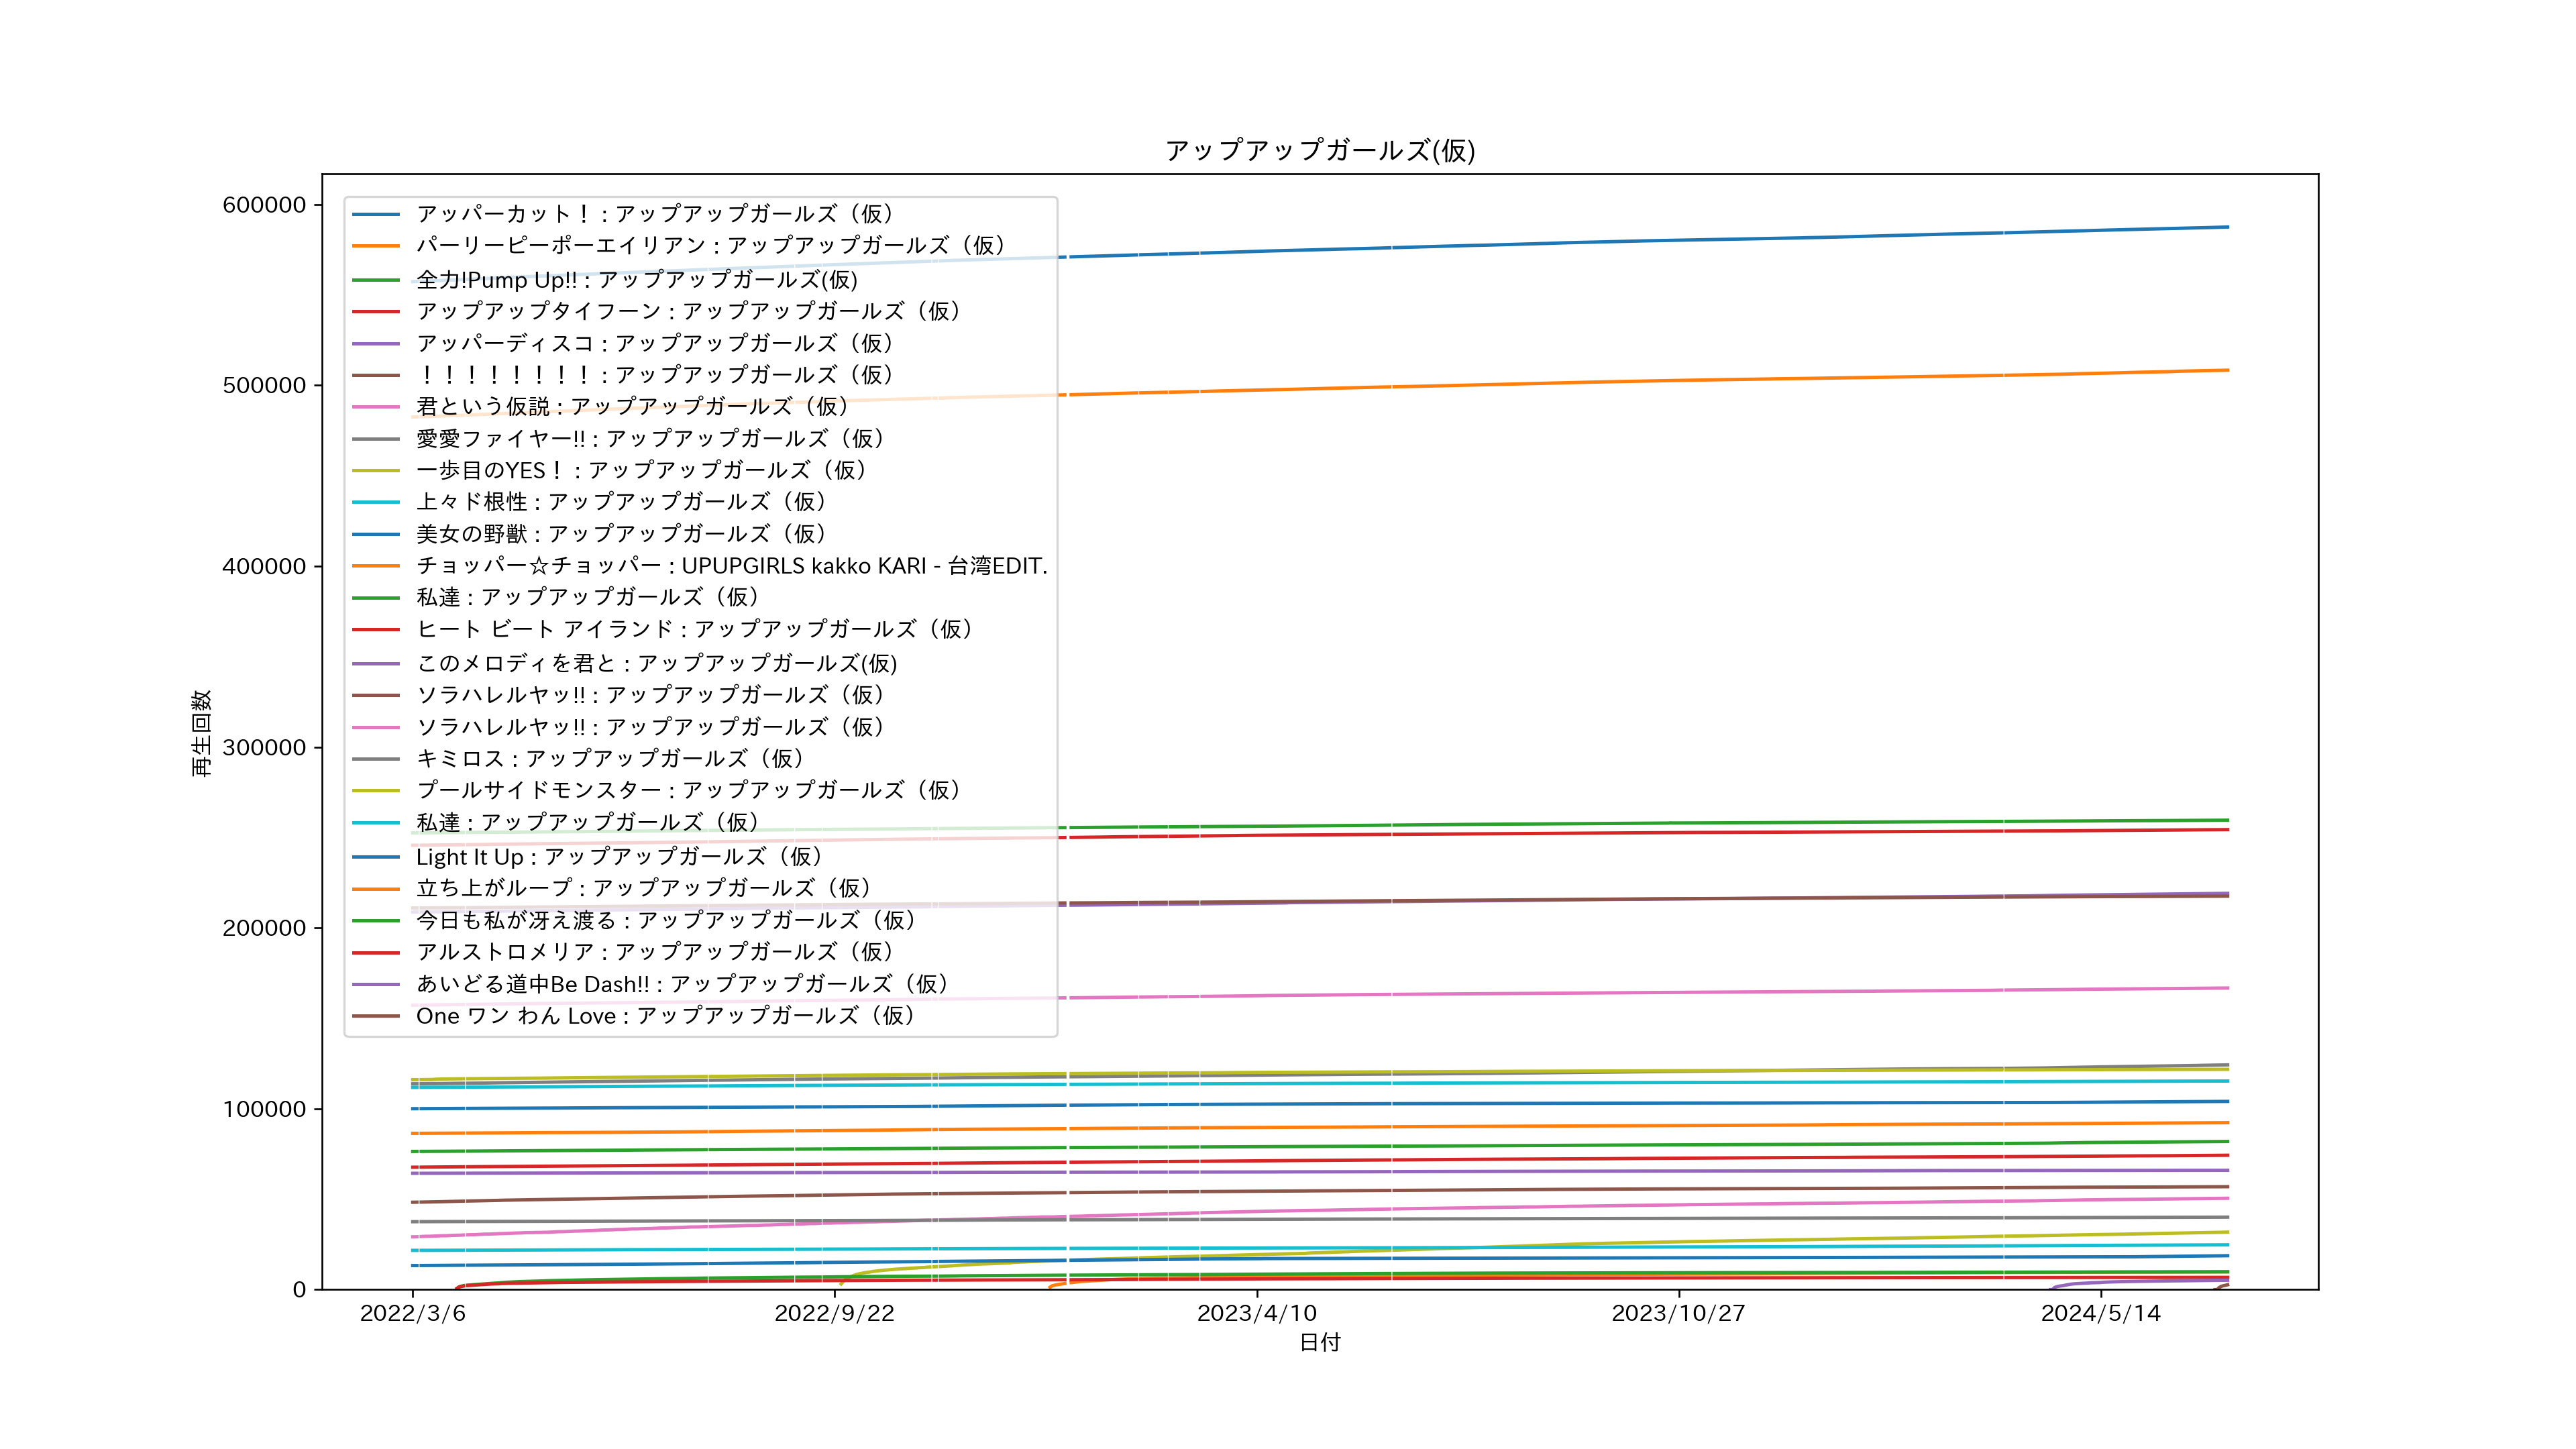 アップアップガールズ(仮)
600000
500000
400000
300000
200000
100000
0
再生回数
アッパーカット！ : アップアップガールズ（仮）
パーリーピーポーエイリアン : アップアップガールズ（仮）
全力!Pump Up!! : アップアップガールズ(仮)
アップアップタイフーン : アップアップガールズ（仮）
アッパーディスコ : アップアップガールズ（仮）
！！！！！！！！ : アップアップガールズ（仮）
君という仮説 : アップアップガールズ（仮）
愛愛ファイヤー!! : アップアップガールズ（仮）
一歩目のYES！ : アップアップガールズ（仮）
上々ド根性 : アップアップガールズ（仮）
美女の野獣 : アップアップガールズ（仮）
チョッパー☆チョッパー : UPUPGIRLS kakko KARI - 台湾EDIT.
私達 : アップアップガールズ（仮）
ヒート ビート アイランド : アップアップガールズ（仮）
このメロディを君と : アップアップガールズ(仮)
ソラハレルヤッ!! : アップアップガールズ（仮）
ソラハレルヤッ!! : アップアップガールズ（仮）
キミロス : アップアップガールズ（仮）
プールサイドモンスター : アップアップガールズ（仮）
私達 : アップアップガールズ（仮）
Light It Up : アップアップガールズ（仮）
立ち上がループ : アップアップガールズ（仮）
今日も私が冴え渡る : アップアップガールズ（仮）
アルストロメリア : アップアップガールズ（仮）
あいどる道中Be Dash!! : アップアップガールズ（仮）
One ワン わん Love : アップアップガールズ（仮）
2022/3/6
2022/9/22
2023/4/10
2023/10/27
2024/5/14
日付